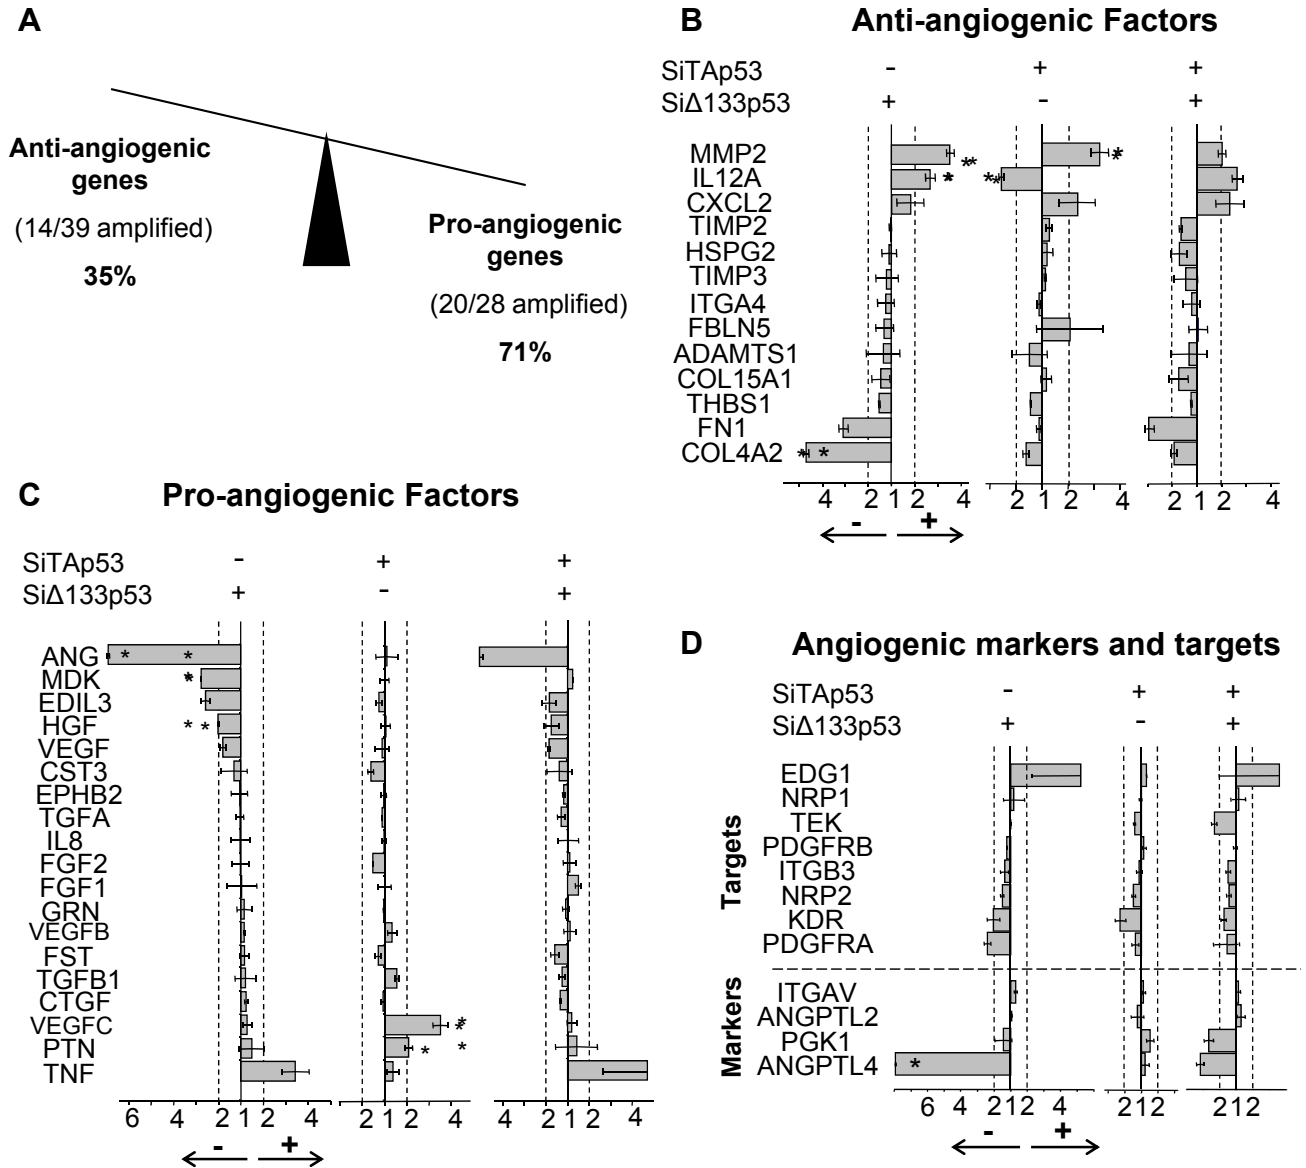 A
Anti-angiogenic
genes
(14/39 amplified)
35%
Pro-angiogenic
genes
(20/28 amplified)
71%
B
Anti-angiogenic Factors
SiTAp53 - + +
SiΔ133p53 + - +
MMP2 ** *
IL12A * **
CXCL2
TIMP2
HSPG2
TIMP3
ITGA4
FBLN5
ADAMTS1
COL15A1
THBS1
FN1
COL4A2 * *
4 2 1 2 4 2 1 2 4 2 1 2 4
- +
C
Pro-angiogenic Factors
SiTAp53 - + +
SiΔ133p53 + - +
ANG * *
MDK *
EDIL3
HGF * *
VEGF
CST3
EPHB2
TGFA
IL8
FGF2
FGF1
GRN
VEGFB
FST
TGFB1
CTGF
VEGFC *
PTN * *
TNF
6 4 2 1 2 4 2 1 2 4 4 2 1 2 4
- +
D
Angiogenic markers and targets
SiTAp53 - + +
SiΔ133p53 + - +
Targets
EDG1
NRP1
TEK
PDGFRB
ITGB3
NRP2
KDR
PDGFRA
Markers
ITGAV
ANGPTL2
PGK1
ANGPTL4 *
6 4 2 1 2 4 2 1 2 2 1 2
- +